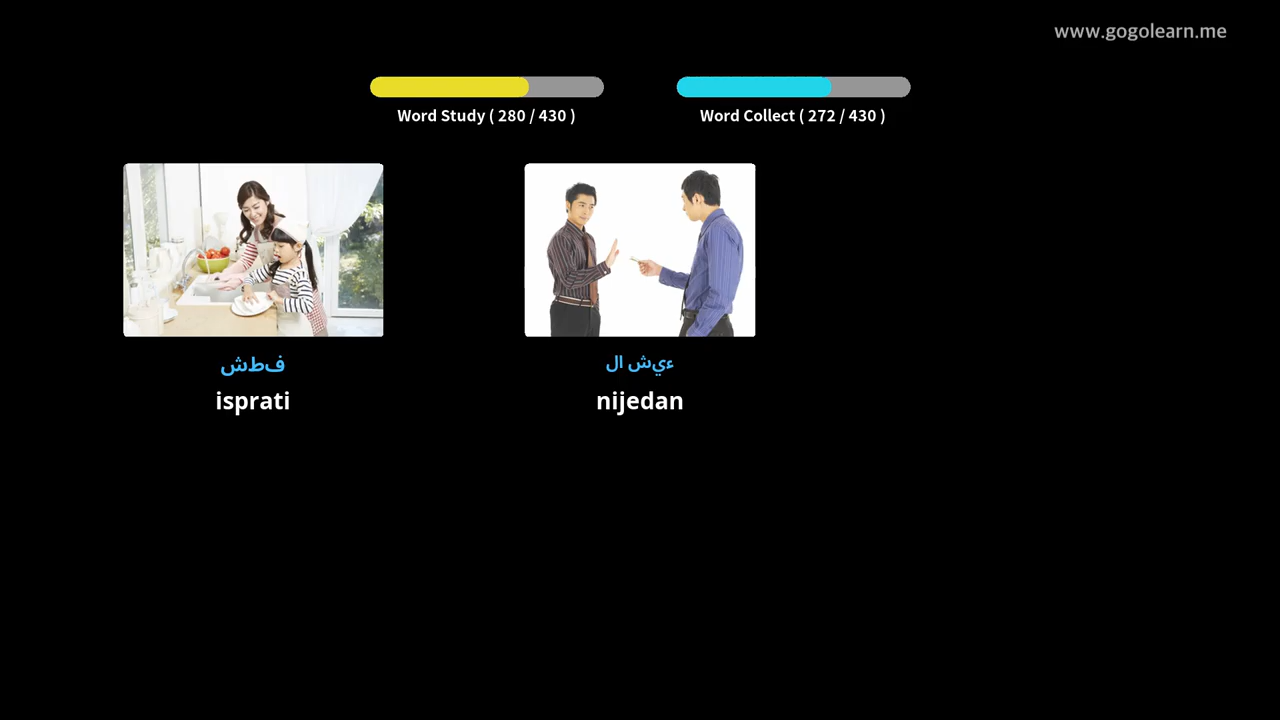 www.gogolearn.me
Word Study ( 280 / 430 )
Word Collect ( 272 / 430 )
فطش
isprati
ءيش ال
nijedan